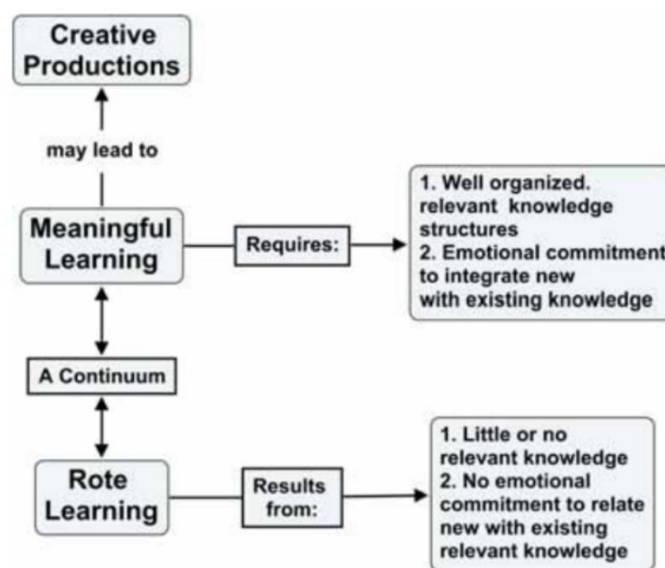 Creative
Productions
may lead to
Meaningful
Learning
Requires:
1. Well organized.
relevant knowledge
structures
2. Emotional commitment
to integrate new
with existing knowledge
A Continuum
Rote
Learning
Results
from:
1. Little or no
relevant knowledge
2. No emotional
commitment to relate
new with existing
relevant knowledge